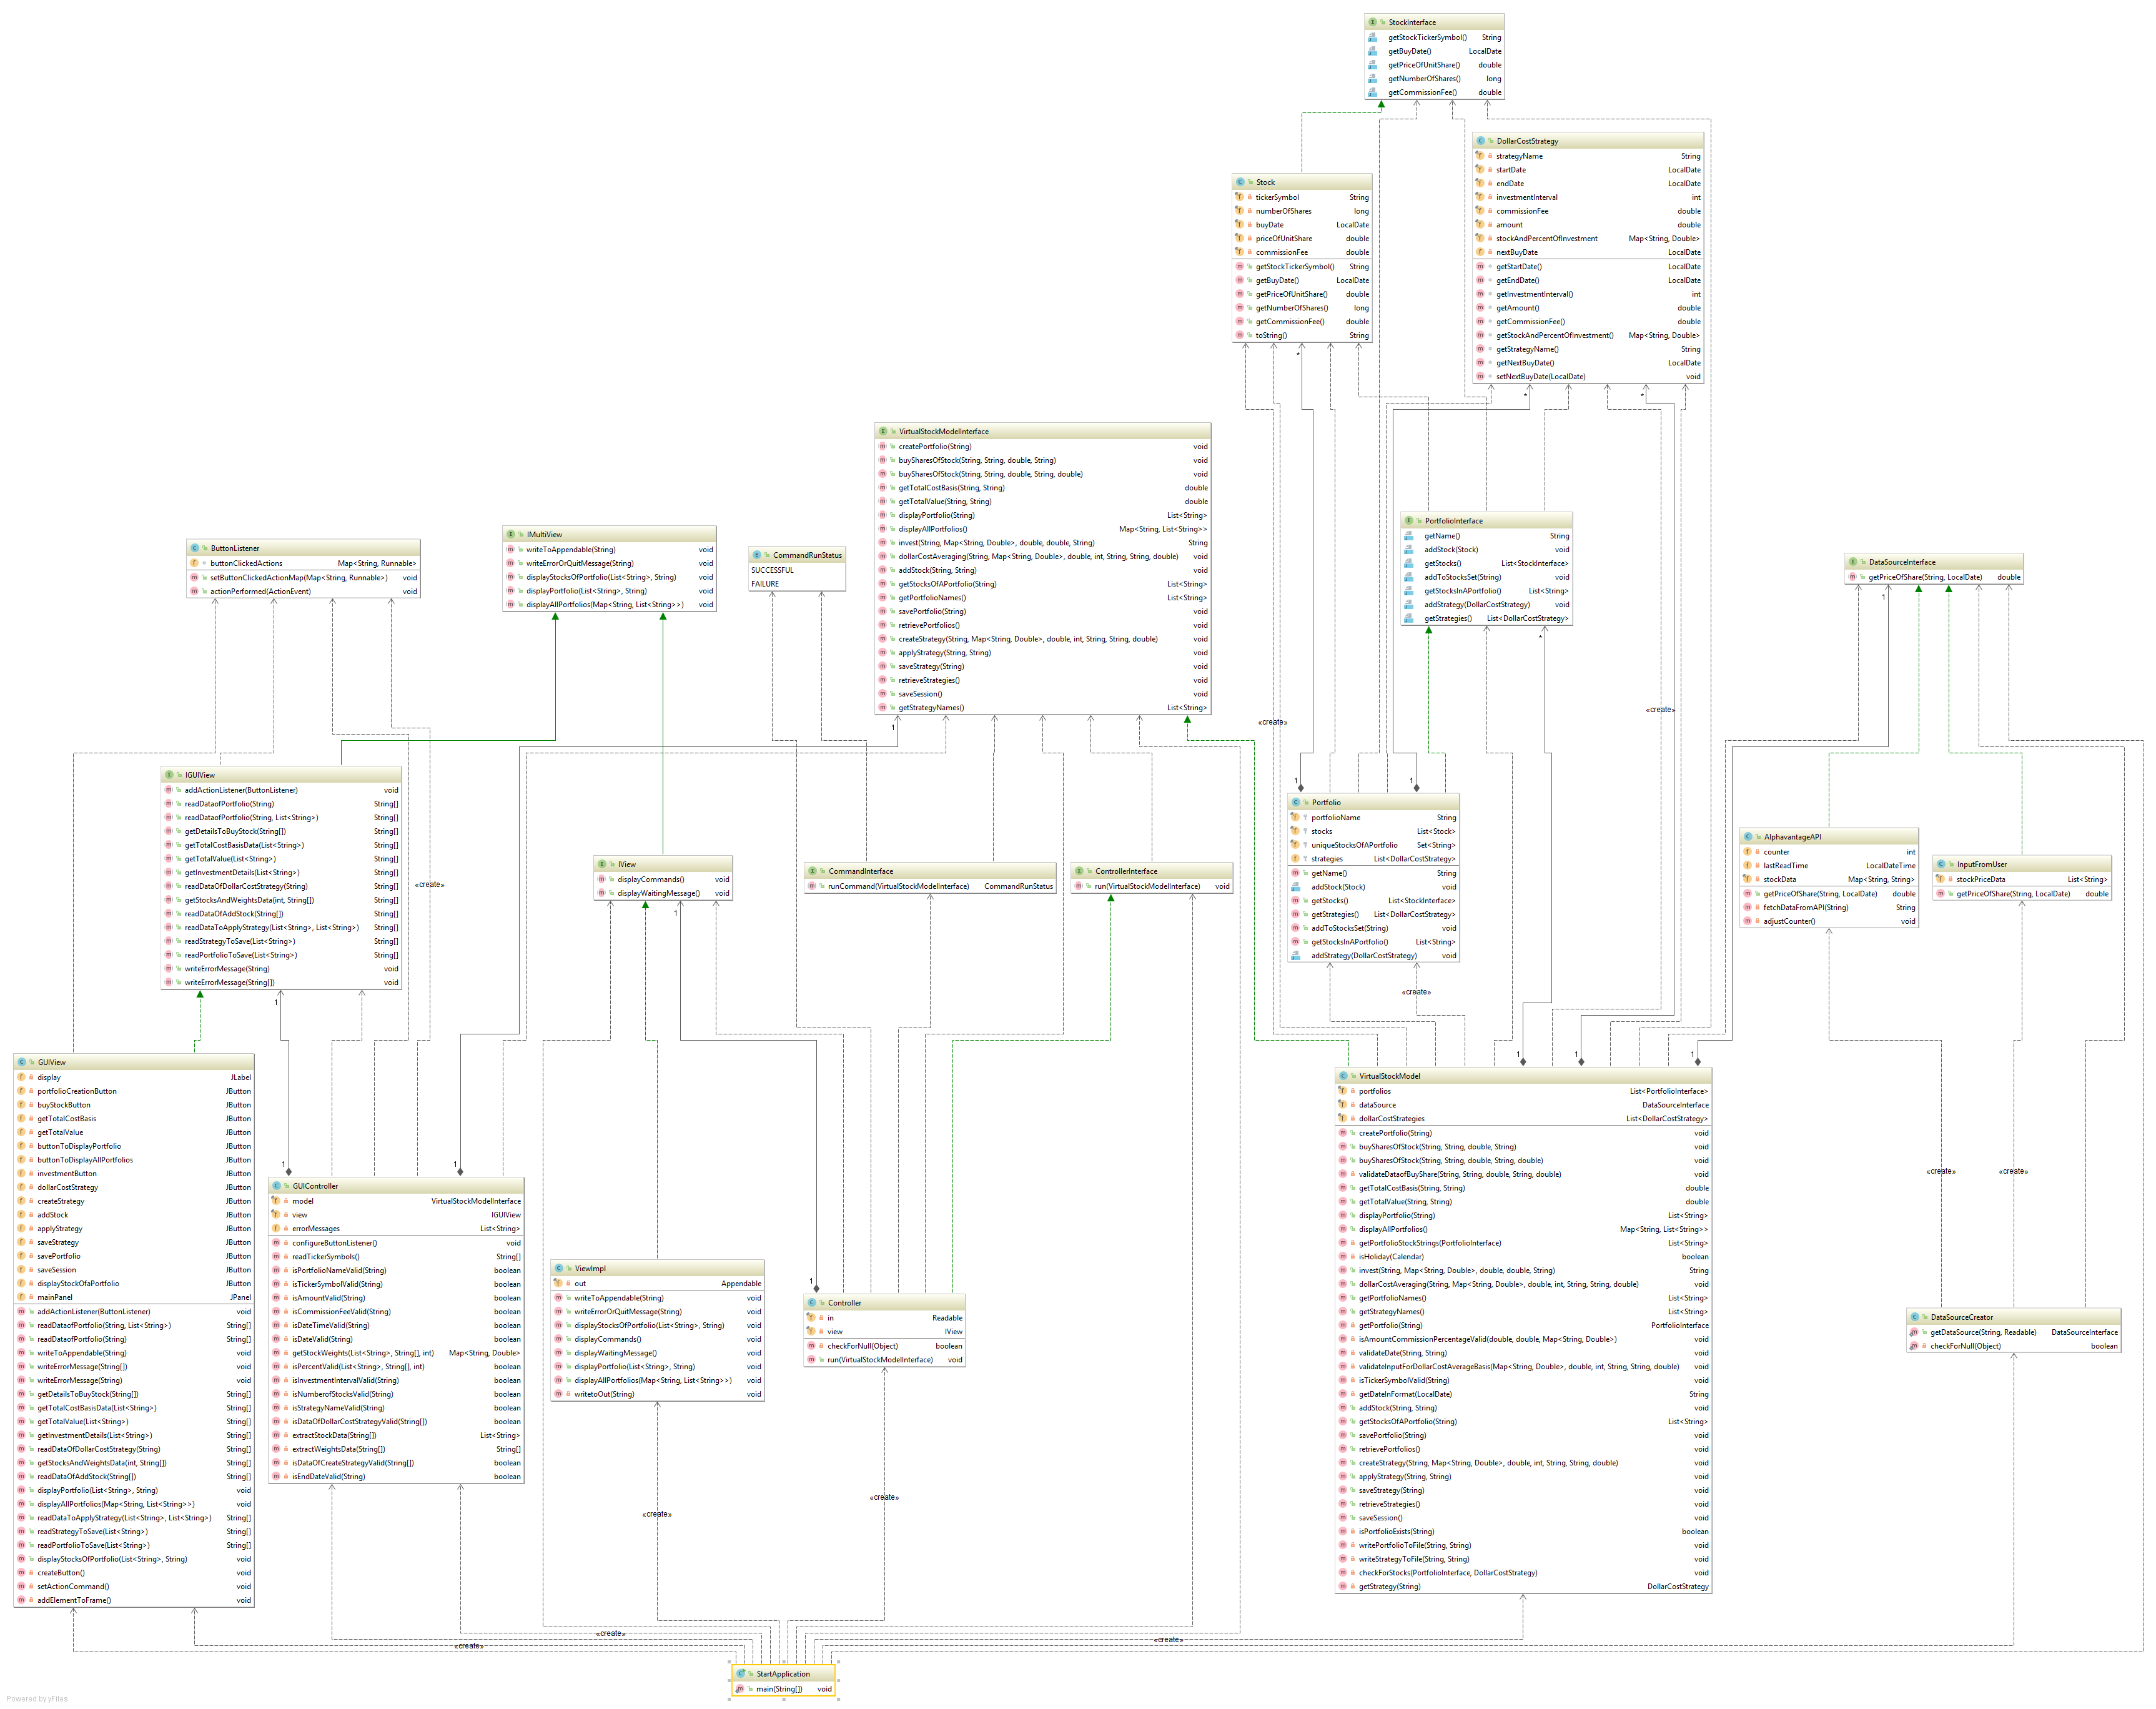 StockInterface
getStockTickerSymbol() String
getBuyDate() LocalDate
getPriceOfUnitShare() double
getNumberOfShares() long
getCommissionFee() double
DollarCostStrategy
strategyName String
startDate LocalDate
endDate LocalDate
investmentInterval int
commissionFee double
amount double
stockAndPercentOfInvestment Map<String, Double>
nextBuyDate LocalDate
getStartDate() LocalDate
getEndDate() LocalDate
getInvestmentInterval() int
getAmount() double
getCommissionFee() double
getStockAndPercentOfInvestment() Map<String, Double>
getStrategyName() String
getNextBuyDate() LocalDate
setNextBuyDate(LocalDate) void
Stock
tickerSymbol String
numberOfShares long
buyDate LocalDate
priceOfUnitShare double
commissionFee double
getStockTickerSymbol() String
getBuyDate() LocalDate
getPriceOfUnitShare() double
getNumberOfShares() long
getCommissionFee() double
toString() String
*
*
*
VirtualStockModelInterface
createPortfolio(String) void
buySharesOfStock(String, String, double, String) void
buySharesOfStock(String, String, double, String, double) void
getTotalCostBasis(String, String) double
getTotalValue(String, String) double
displayPortfolio(String) List<String>
displayAllPortfolios() Map<String, List<String>>
invest(String, Map<String, Double>, double, double, String) String
dollarCostAveraging(String, Map<String, Double>, double, int, String, String, double) void
addStock(String, String) void
getStocksOfAPortfolio(String) List<String>
getPortfolioNames() List<String>
savePortfolio(String) void
retrievePortfolios() void
createStrategy(String, Map<String, Double>, double, int, String, String, double) void
applyStrategy(String, String) void
saveStrategy(String) void
retrieveStrategies() void
saveSession() void
getStrategyNames() List<String>
1
ButtonListener
buttonClickedActions Map<String, Runnable>
setButtonClickedActionMap(Map<String, Runnable>) void
actionPerformed(ActionEvent) void
IMultiView
writeToAppendable(String) void
writeErrorOrQuitMessage(String) void
displayStocksOfPortfolio(List<String>, String) void
displayPortfolio(List<String>, String) void
displayAllPortfolios(Map<String, List<String>>) void
CommandRunStatus
SUCCESSFUL
FAILURE
PortfolioInterface
getName() String
addStock(Stock) void
getStocks() List<StockInterface>
addToStocksSet(String) void
getStocksInAPortfolio() List<String>
addStrategy(DollarCostStrategy) void
getStrategies() List<DollarCostStrategy>
*
DataSourceInterface
getPriceOfShare(String, LocalDate) double
1
«create»
«create»
IGUIView
addActionListener(ButtonListener) void
readDataofPortfolio(String) String[]
readDataofPortfolio(String, List<String>) String[]
getDetailsToBuyStock(String[]) String[]
getTotalCostBasisData(List<String>) String[]
getTotalValue(List<String>) String[]
getInvestmentDetails(List<String>) String[]
readDataOfDollarCostStrategy(String) String[]
getStocksAndWeightsData(int, String[]) String[]
readDataOfAddStock(String[]) String[]
readDataToApplyStrategy(List<String>, List<String>) String[]
readStrategyToSave(List<String>) String[]
readPortfolioToSave(List<String>) String[]
writeErrorMessage(String) void
writeErrorMessage(String[]) void
1
«create»
IView
displayCommands() void
displayWaitingMessage() void
1
CommandInterface
runCommand(VirtualStockModelInterface) CommandRunStatus
ControllerInterface
run(VirtualStockModelInterface) void
1
1
Portfolio
portfolioName String
stocks List<Stock>
uniqueStocksOfAPortfolio Set<String>
strategies List<DollarCostStrategy>
getName() String
addStock(Stock) void
getStocks() List<StockInterface>
getStrategies() List<DollarCostStrategy>
addToStocksSet(String) void
getStocksInAPortfolio() List<String>
addStrategy(DollarCostStrategy) void
«create»
AlphavantageAPI
counter int
lastReadTime LocalDateTime
stockData Map<String, String>
getPriceOfShare(String, LocalDate) double
fetchDataFromAPI(String) String
adjustCounter() void
InputFromUser
stockPriceData List<String>
getPriceOfShare(String, LocalDate) double
GUIView
display JLabel
portfolioCreationButton JButton
buyStockButton JButton
getTotalCostBasis JButton
getTotalValue JButton
buttonToDisplayPortfolio JButton
buttonToDisplayAllPortfolios JButton
investmentButton JButton
dollarCostStrategy JButton
createStrategy JButton
addStock JButton
applyStrategy JButton
saveStrategy JButton
savePortfolio JButton
saveSession JButton
displayStockOfaPortfolio JButton
mainPanel JPanel
addActionListener(ButtonListener) void
readDataofPortfolio(String, List<String>) String[]
readDataofPortfolio(String) String[]
writeToAppendable(String) void
writeErrorMessage(String[]) void
writeErrorMessage(String) void
getDetailsToBuyStock(String[]) String[]
getTotalCostBasisData(List<String>) String[]
getTotalValue(List<String>) String[]
getInvestmentDetails(List<String>) String[]
readDataOfDollarCostStrategy(String) String[]
getStocksAndWeightsData(int, String[]) String[]
readDataOfAddStock(String[]) String[]
displayPortfolio(List<String>, String) void
displayAllPortfolios(Map<String, List<String>>) void
readDataToApplyStrategy(List<String>, List<String>) String[]
readStrategyToSave(List<String>) String[]
readPortfolioToSave(List<String>) String[]
displayStocksOfPortfolio(List<String>, String) void
createButton() void
setActionCommand() void
addElementToFrame() void
1
1
GUIController
model VirtualStockModelInterface
view IGUIView
errorMessages List<String>
configureButtonListener() void
readTickerSymbols() String[]
isPortfolioNameValid(String) boolean
isTickerSymbolValid(String) boolean
isAmountValid(String) boolean
isCommissionFeeValid(String) boolean
isDateTimeValid(String) boolean
isDateValid(String) boolean
getStockWeights(List<String>, String[], int) Map<String, Double>
isPercentValid(List<String>, String[], int) boolean
isInvestmentIntervalValid(String) boolean
isNumberofStocksValid(String) boolean
isStrategyNameValid(String) boolean
isDataOfDollarCostStrategyValid(String[]) boolean
extractStockData(String[]) List<String>
extractWeightsData(String[]) String[]
isDataOfCreateStrategyValid(String[]) boolean
isEndDateValid(String) boolean
ViewImpl
out Appendable
writeToAppendable(String) void
writeErrorOrQuitMessage(String) void
displayStocksOfPortfolio(List<String>, String) void
displayCommands() void
displayWaitingMessage() void
displayPortfolio(List<String>, String) void
displayAllPortfolios(Map<String, List<String>>) void
writetoOut(String) void
1
Controller
in Readable
view IView
checkForNull(Object) boolean
run(VirtualStockModelInterface) void
1
1
1
VirtualStockModel
portfolios List<PortfolioInterface>
dataSource DataSourceInterface
dollarCostStrategies List<DollarCostStrategy>
createPortfolio(String) void
buySharesOfStock(String, String, double, String) void
buySharesOfStock(String, String, double, String, double) void
validateDataofBuyShare(String, String, double, String, double) void
getTotalCostBasis(String, String) double
getTotalValue(String, String) double
displayPortfolio(String) List<String>
displayAllPortfolios() Map<String, List<String>>
getPortfolioStockStrings(PortfolioInterface) List<String>
isHoliday(Calendar) boolean
invest(String, Map<String, Double>, double, double, String) String
dollarCostAveraging(String, Map<String, Double>, double, int, String, String, double) void
getPortfolioNames() List<String>
getStrategyNames() List<String>
getPortfolio(String) PortfolioInterface
isAmountCommissionPercentageValid(double, double, Map<String, Double>) void
validateDate(String, String) void
validateInputForDollarCostAverageBasis(Map<String, Double>, double, int, String, String, double) void
isTickerSymbolValid(String) void
getDateInFormat(LocalDate) String
addStock(String, String) void
getStocksOfAPortfolio(String) List<String>
savePortfolio(String) void
retrievePortfolios() void
createStrategy(String, Map<String, Double>, double, int, String, String, double) void
applyStrategy(String, String) void
saveStrategy(String) void
retrieveStrategies() void
saveSession() void
isPortfolioExists(String) boolean
writePortfolioToFile(String, String) void
writeStrategyToFile(String, String) void
checkForStocks(PortfolioInterface, DollarCostStrategy) void
getStrategy(String) DollarCostStrategy
«create»
«create»
DataSourceCreator
getDataSource(String, Readable) DataSourceInterface
checkForNull(Object) boolean
«create»
«create»
«create»
«create»
«create»
StartApplication
main(String[]) void
Powered by yFiles